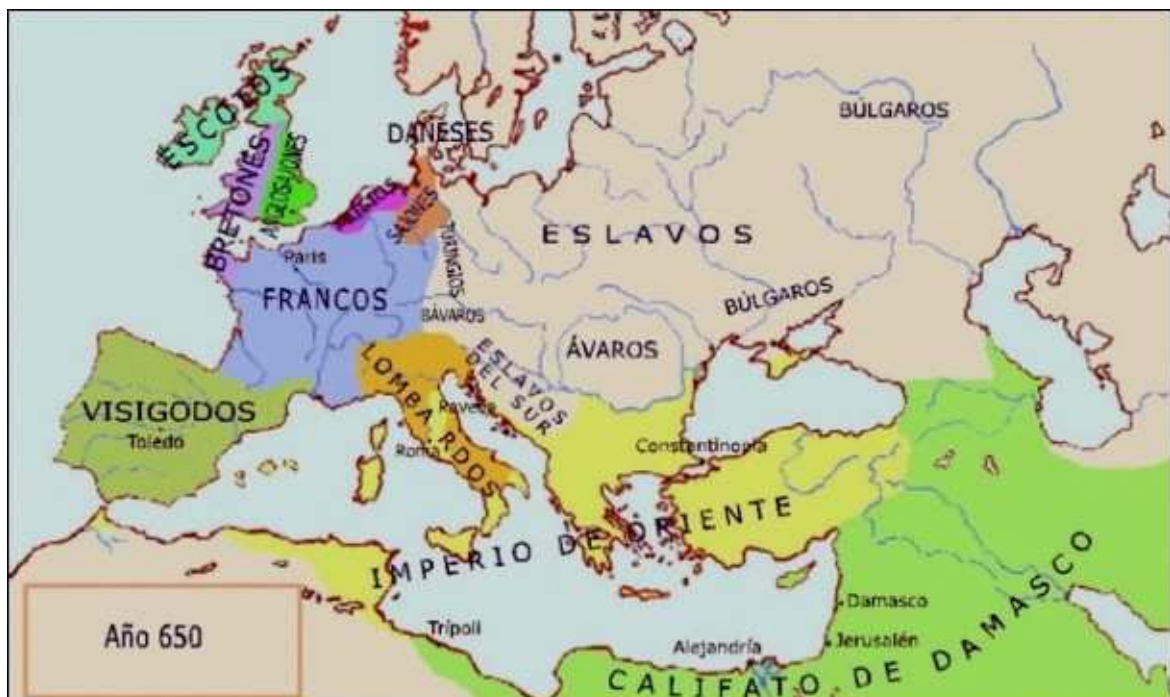 ESCOTOS
BRETONES
ANGLOSAJONES
DANESES
BÚLGAROS
SAJONES
TURINGIOS
ESLAVOS
París
FRANCOS
BÁVAROS
BÚLGAROS
ÁVAROS
ESLAVOS
DEL SUR
LOMBARDOS
VISIGODOS
Toledo
Roma
Constantinopla
IMPERIO DE ORIENTE
Año 650
Trípoli
Alejandría
Damasco
Jerusalén
CALIFATO DE DAMASCO